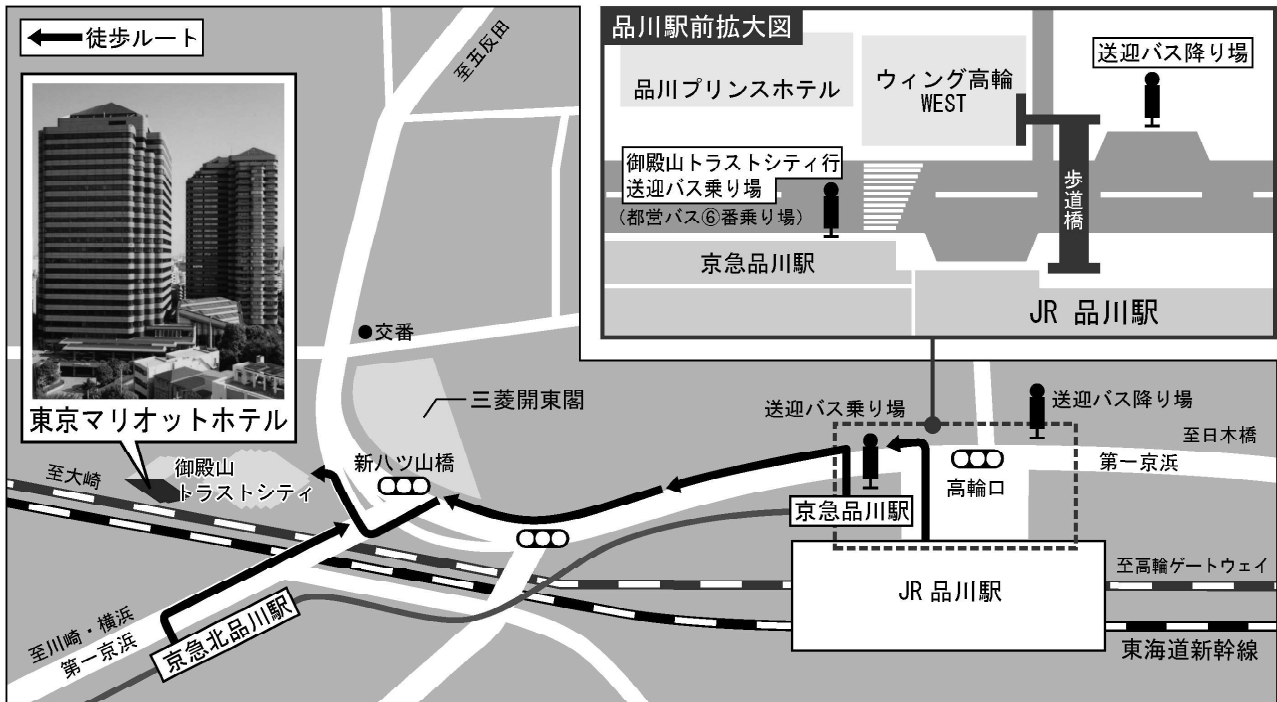 徒歩ルート
東京マリオットホテル
至五反田
交番
三菱開東閣
御殿山
トラストシティ
新八ツ山橋
至大崎
至川崎・横浜
第一京浜
京急北品川駅
送迎バス乗り場
送迎バス降り場
至日木橋
第一京浜
高輪口
京急品川駅
JR 品川駅
至高輪ゲートウェイ
東海道新幹線
品川駅前拡大図
品川プリンスホテル
ウィング高輪
WEST
送迎バス降り場
御殿山トラストシティ行
送迎バス乗り場
(都営バス⑥番乗り場)
歩道橋
京急品川駅
JR 品川駅